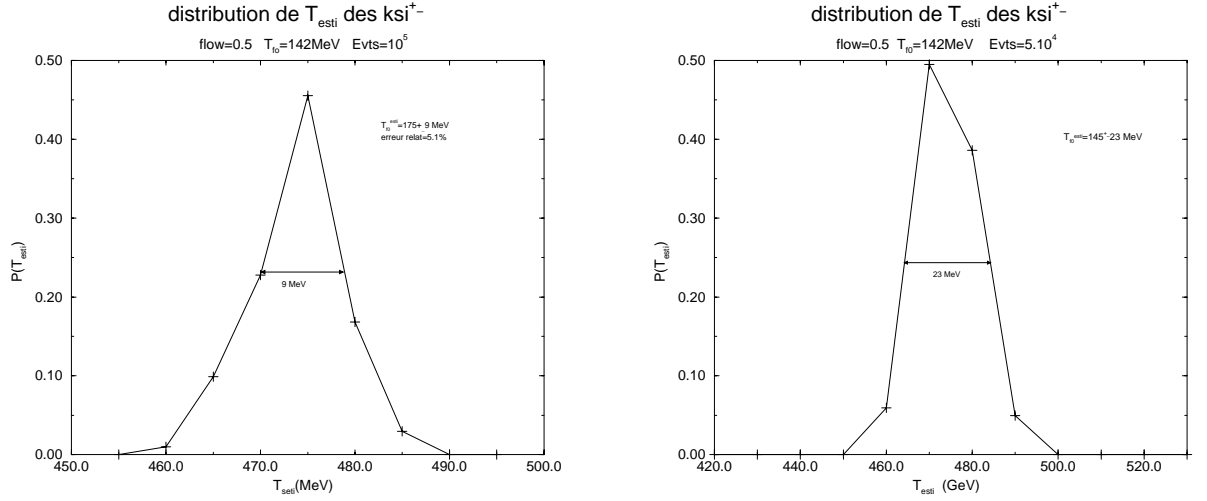 distribution de T_esti des ksi^+−
flow=0.5 T_fo=142MeV Evts=10^5
0.50
0.40
0.30
0.20
0.10
0.00
P(T_esti)
T_fo^esti=175+_ 9 MeV
erreur relat=5.1%
9 MeV
450.0 460.0 470.0 480.0 490.0 500.0
T_seti(MeV)
distribution de T_esti des ksi^+−
flow=0.5 T_f0=142MeV Evts=5.10^4
0.50
0.40
0.30
0.20
0.10
0.00
P(T_esti)
T_f0^esti=145^+-23 MeV
23 MeV
420.0 440.0 460.0 480.0 500.0 520.0
T_esti (GeV)